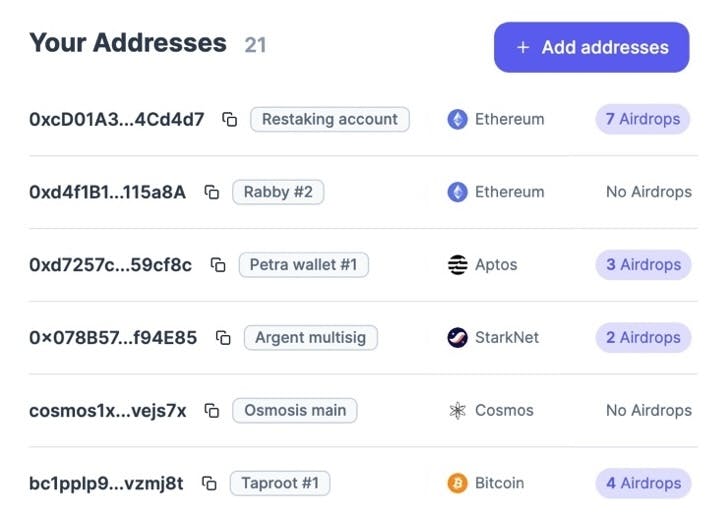 Your Addresses 21
+ Add addresses
0xcD01A3...4Cd4d7 Restaking account Ethereum 7 Airdrops
0xd4f1B1...115a8A Rabby #2 Ethereum No Airdrops
0xd7257c...59cf8c Petra wallet #1 Aptos 3 Airdrops
0×078B57...f94E85 Argent multisig StarkNet 2 Airdrops
cosmos1x...vejs7x Osmosis main Cosmos No Airdrops
bc1pplp9...vzmj8t Taproot #1 Bitcoin 4 Airdrops